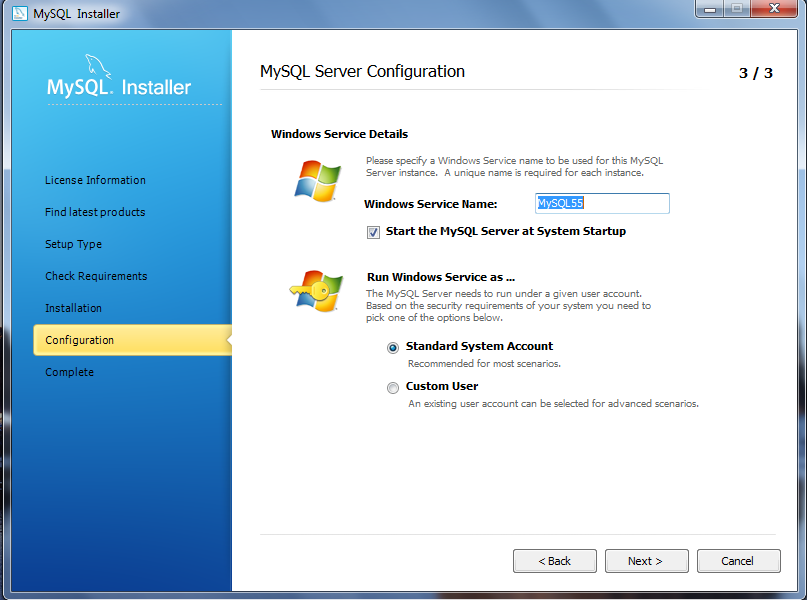 MySQL Installer
MySQL Installer
License Information
Find latest products
Setup Type
Check Requirements
Installation
Configuration
Complete
MySQL Server Configuration
3 / 3
Windows Service Details
Please specify a Windows Service name to be used for this MySQL
Server instance. A unique name is required for each instance.
Windows Service Name:
MySQL55
Start the MySQL Server at System Startup
Run Windows Service as ...
The MySQL Server needs to run under a given user account.
Based on the security requirements of your system you need to
pick one of the options below.
Standard System Account
Recommended for most scenarios.
Custom User
An existing user account can be selected for advanced scenarios.
< Back
Next >
Cancel